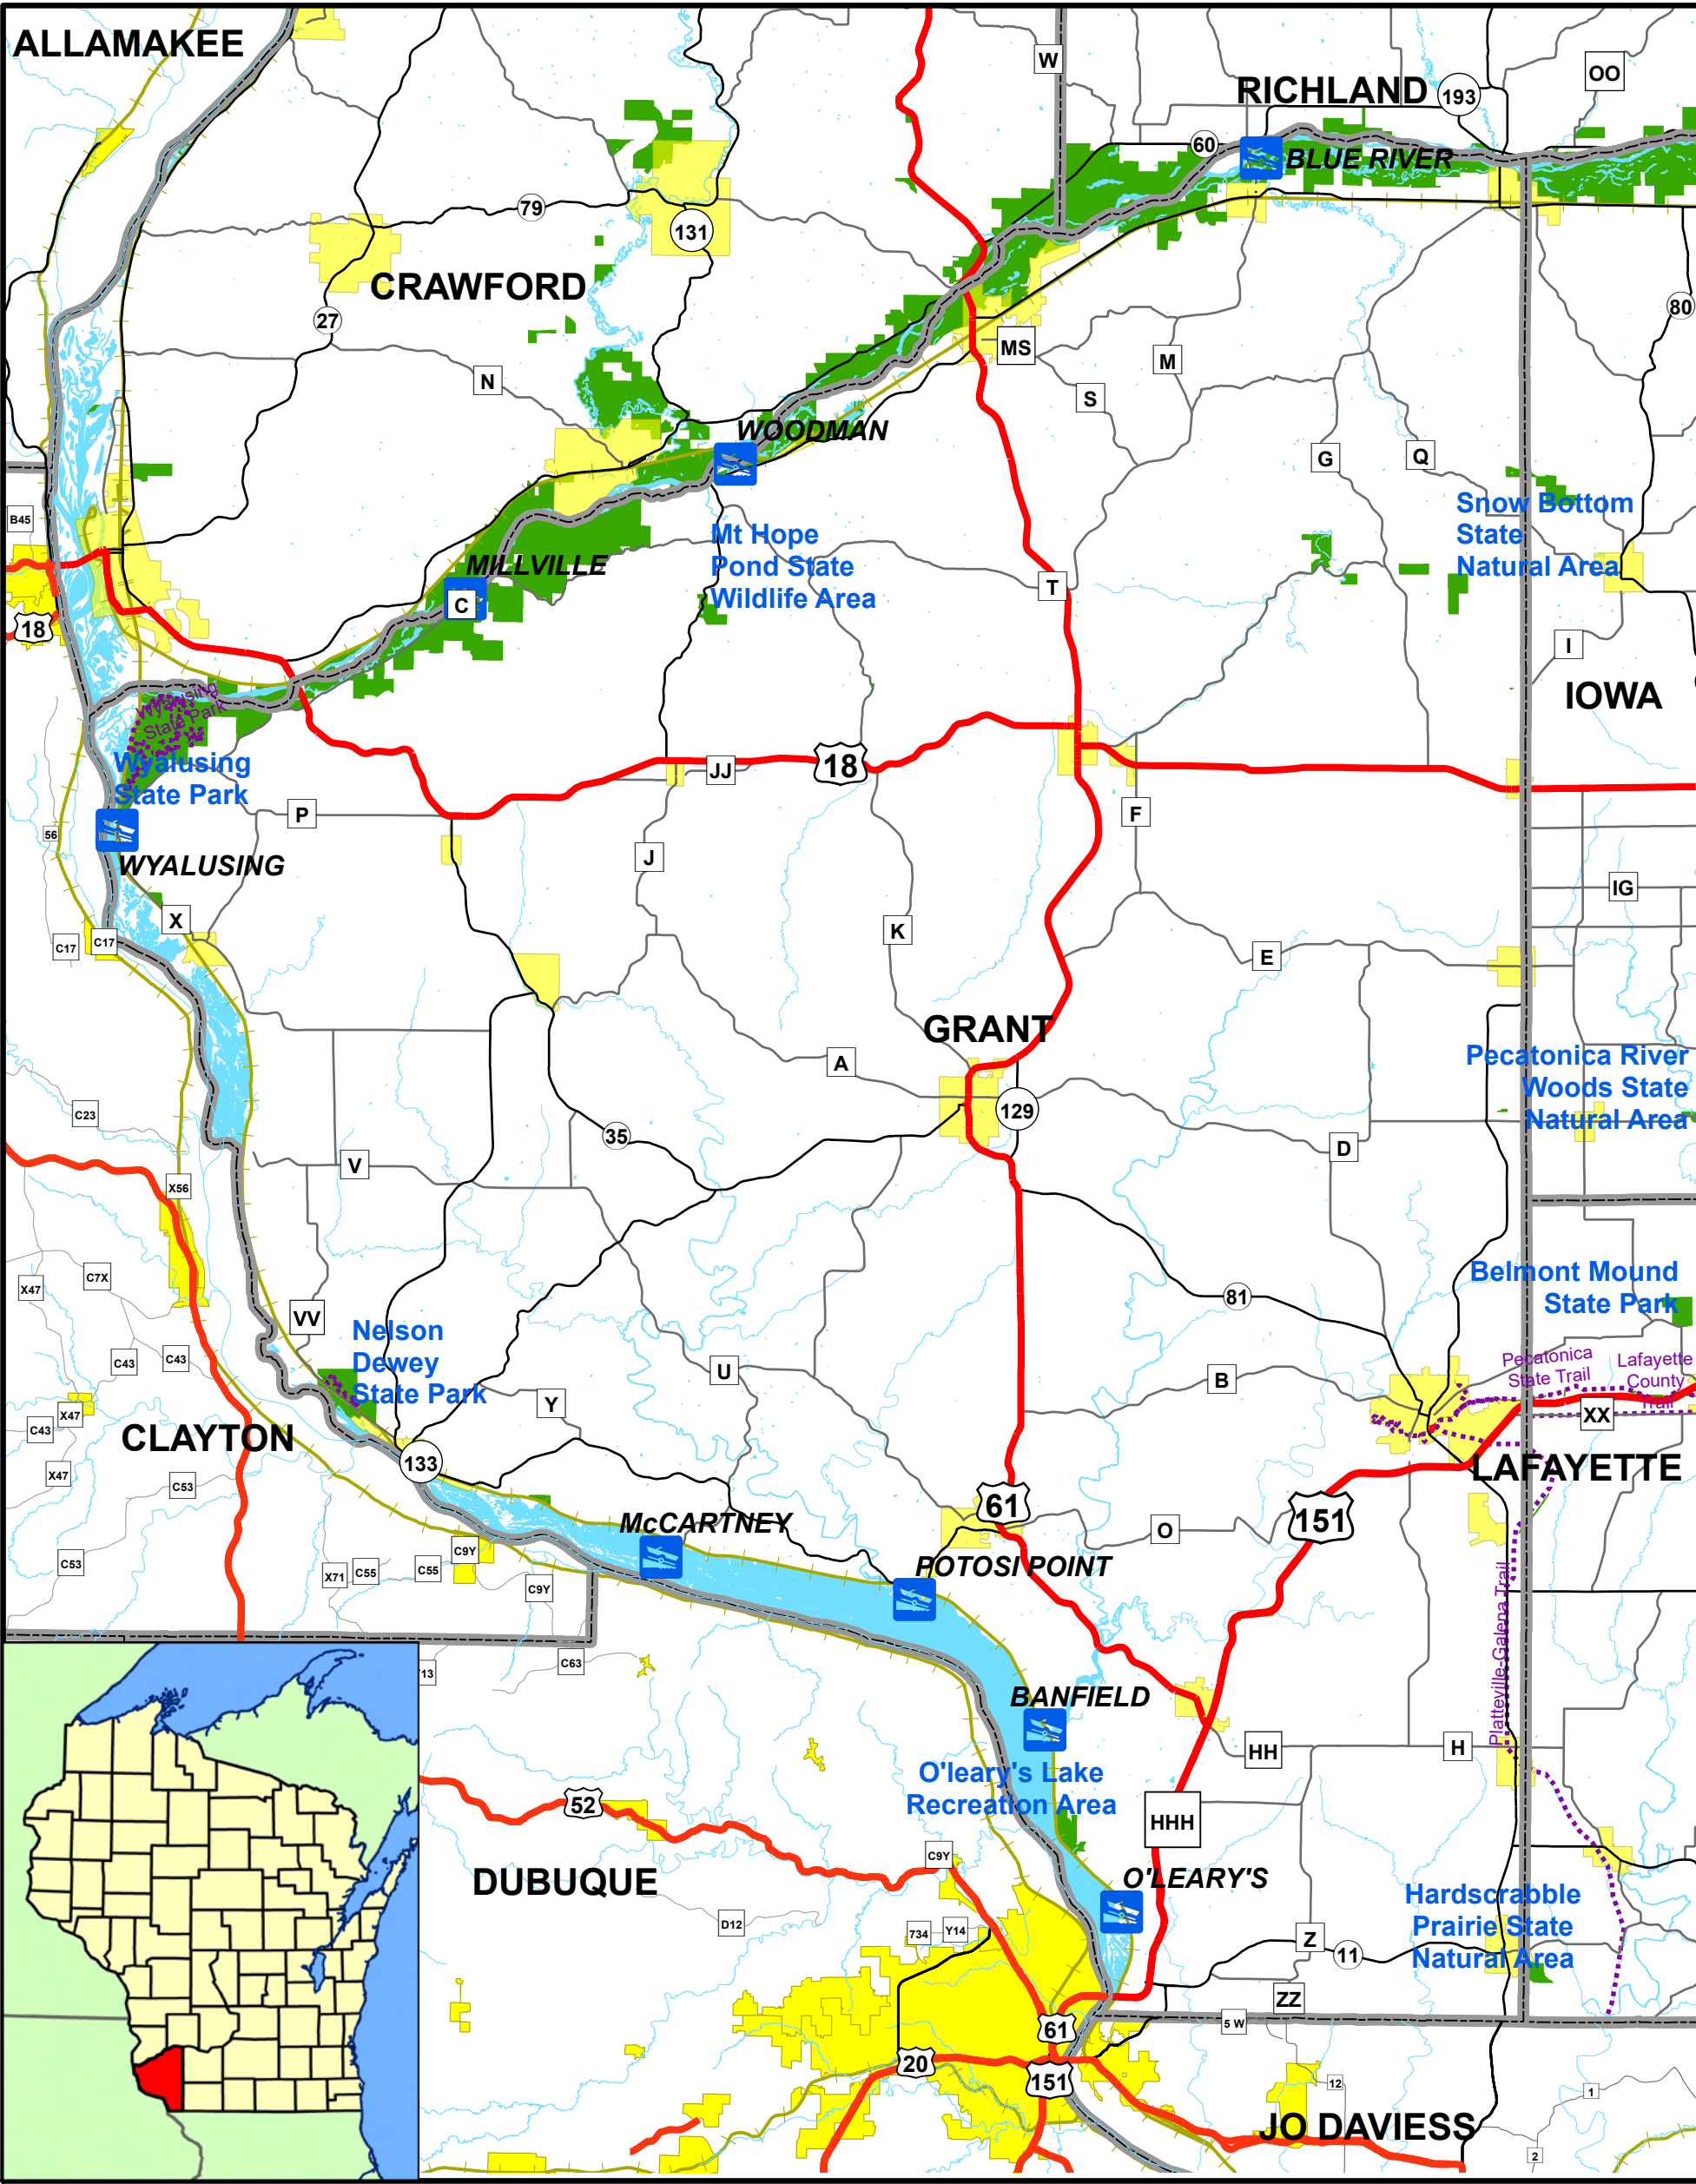 ALLAMAKEE
W
RICHLAND
193
OO
60
BLUE RIVER
79
131
CRAWFORD
27
80
MS
M
N
S
WOODMAN
G
Q
B45
Snow Bottom
State
Natural Area
Mt Hope
Pond State
Wildlife Area
MILLVILLE
C
T
18
I
IOWA
Wyalusing
State Park
Wyalusing
State Park
JJ
18
P
F
56
WYALUSING
J
IG
X
K
C17
C17
E
GRANT
A
Pecatonica River
Woods State
Natural Area
C23
129
35
D
V
X56
C7X
X47
Belmont Mound
State Park
81
VV
Nelson
Dewey
State Park
C43
C43
Pecatonica
State Trail
Lafayette
County
Trail
U
B
Y
X47
C43
XX
CLAYTON
133
LAFAYETTE
X47
C53
61
151
O
McCARTNEY
C9Y
C53
X71
C55
C55
C9Y
POTOSI POINT
Platteville-Galena Trail
C63
13
BANFIELD
HH
H
O'leary's Lake
Recreation Area
52
HHH
C9Y
DUBUQUE
O'LEARY'S
Hardscrabble
Prairie State
Natural Area
D12
734
Y14
Z
11
ZZ
5 W
61
20
151
12
1
JO DAVIESS
2